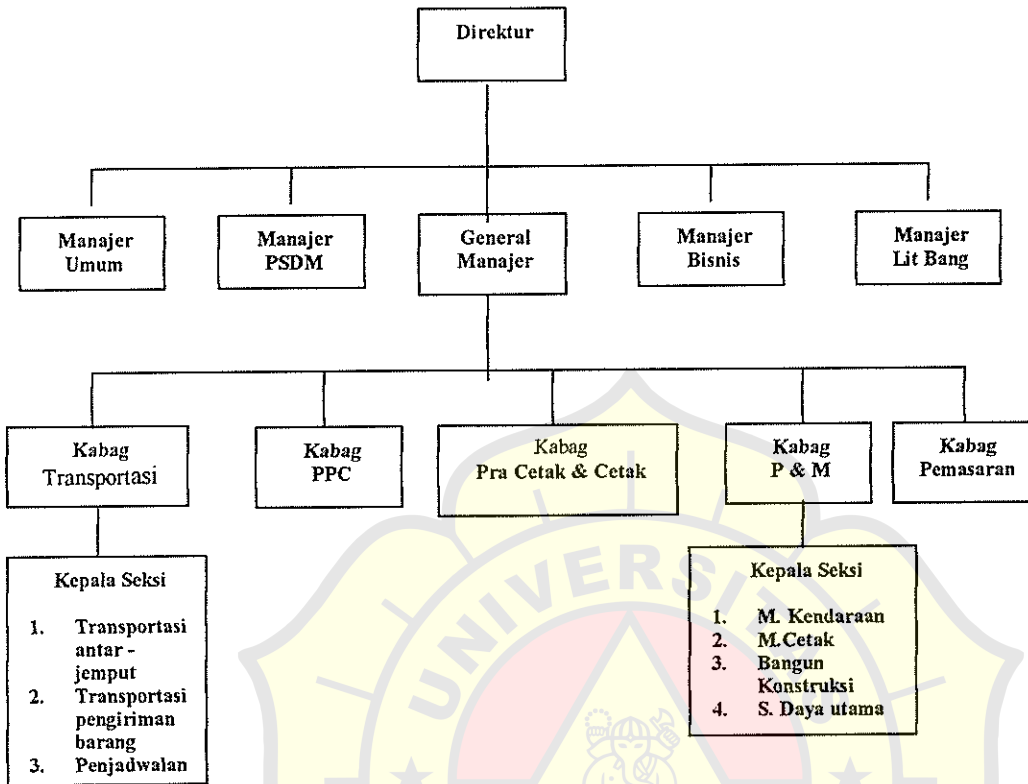 Direktur
Manajer
Umum
Manajer
PSDM
General
Manajer
Manajer
Bisnis
Manajer
Lit Bang
Kabag
Transportasi
Kabag
PPC
Kabag
Pra Cetak & Cetak
Kabag
P & M
Kabag
Pemasaran
Kepala Seksi
1. Transportasi
antar -
jemput
2. Transportasi
pengiriman
barang
3. Penjadwalan
Kepala Seksi
1. M. Kendaraan
2. M.Cetak
3. Bangun
Konstruksi
4. S. Daya utama
UNIVERSITAS